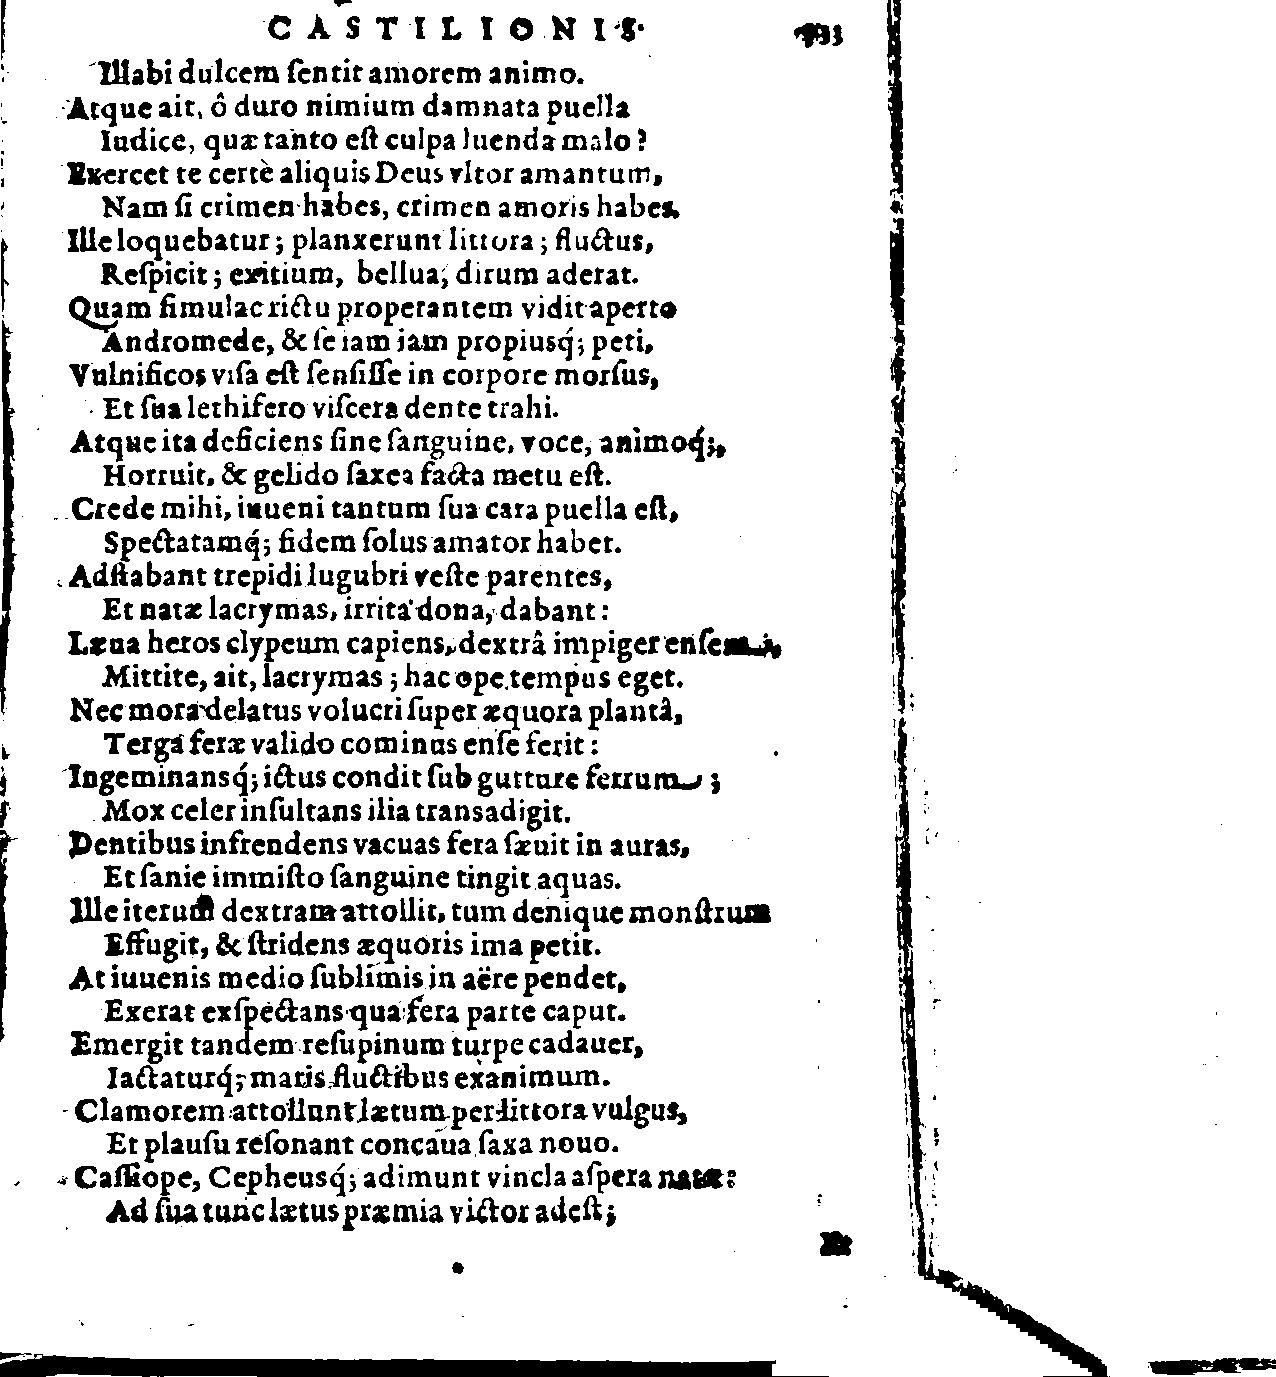 CASTILIONIS.
Illabi dulcem ſentit amorem animo.
Atque ait, ô duro nimium damnata puella
Iudice, quæ tanto eſt culpa luenda malo?
Exercet te certè aliquis Deus vltor amantum,
Nam ſi crimen habes, crimen amoris habes.
Ille loquebatur; planxerunt littora; fluctus,
Reſpicit; exitium, bellua, dirum aderat.
Quam ſimulac rictu properantem vidit aperto
Andromede, & ſe iam iam propiusq́; peti,
Vulnificos viſa eſt ſenſiſſe in corpore morſus,
Et ſua lethifero viſcera dente trahi.
Atque ita deficiens ſine ſanguine, voce, animoq́;,
Horruit, & gelido ſaxea facta metu eſt.
Crede mihi, iuueni tantum ſua cara puella eſt,
Spectatamq́; fidem ſolus amator habet.
Adſtabant trepidi lugubri veſte parentes,
Et natæ lacrymas, irrita dona, dabant:
Læua heros clypeum capiens, dextrâ impiger enſem,
Mittite, ait, lacrymas; hac ope tempus eget.
Nec mora delatus volucri ſuper æquora plantâ,
Terga feræ valido cominus enſe ferit:
Ingeminansq́; ictus condit ſub gutture ferrum;
Mox celer inſultans ilia transadigit.
Dentibus infrendens vacuas fera ſæuit in auras,
Et ſanie immiſto ſanguine tingit aquas.
Ille iterum dextram attollit, tum denique monſtrum
Effugit, & ſtridens æquoris ima petit.
At iuuenis medio ſublimis in aëre pendet,
Exerat exſpectans qua fera parte caput.
Emergit tandem reſupinum turpe cadauer,
Iactaturq́; maris fluctibus exanimum.
Clamorem attollunt lætum per littora vulgus,
Et plauſu reſonant concaua ſaxa nouo.
Caſſiope, Cepheusq́; adimunt vincla aſpera natæ:
Ad ſua tunc lætus præmia victor adeſt;